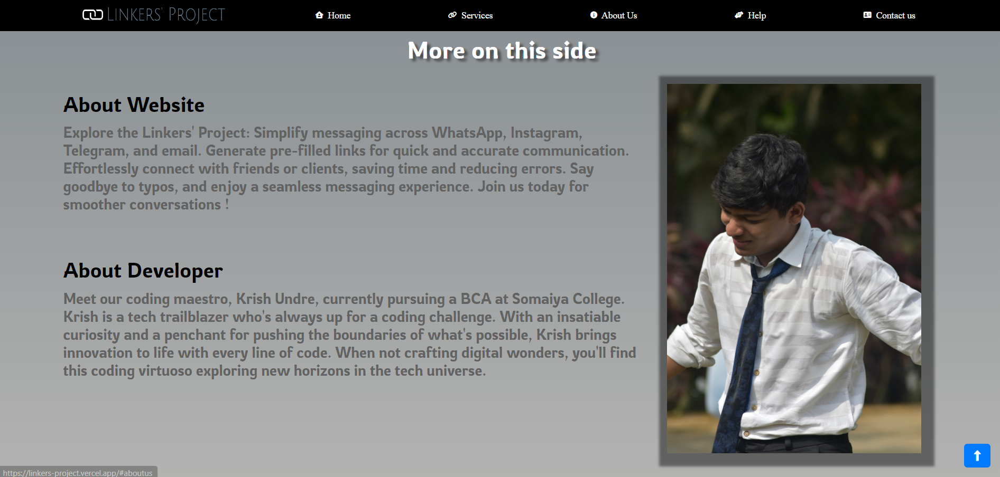 LINKERS' PROJECT
Home
Services
About Us
Help
Contact us
More on this side
About Website
Explore the Linkers' Project: Simplify messaging across WhatsApp, Instagram,
Telegram, and email. Generate pre-filled links for quick and accurate communication.
Effortlessly connect with friends or clients, saving time and reducing errors. Say
goodbye to typos, and enjoy a seamless messaging experience. Join us today for
smoother conversations !
About Developer
Meet our coding maestro, Krish Undre, currently pursuing a BCA at Somaiya College.
Krish is a tech trailblazer who's always up for a coding challenge. With an insatiable
curiosity and a penchant for pushing the boundaries of what's possible, Krish brings
innovation to life with every line of code. When not crafting digital wonders, you'll find
this coding virtuoso exploring new horizons in the tech universe.
https://linkers-project.vercel.app/#aboutus